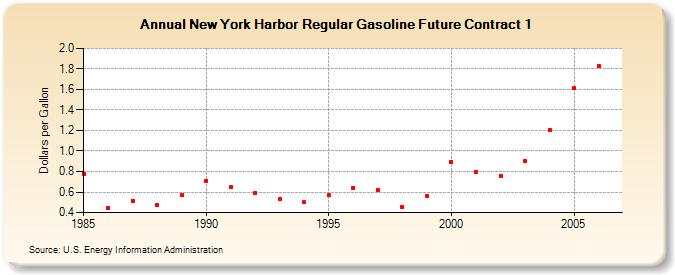 Annual New York Harbor Regular Gasoline Future Contract 1
Dollars per Gallon
2.0
1.8
1.6
1.4
1.2
1.0
0.8
0.6
0.4
1985 1990 1995 2000 2005
Source: U.S. Energy Information Administration